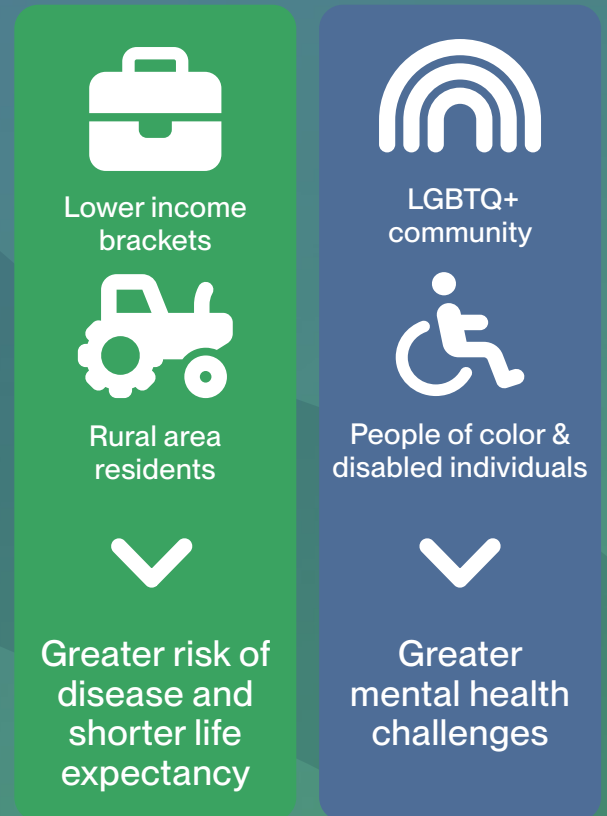 Lower income
brackets
Rural area
residents
Greater risk of
disease and
shorter life
expectancy
LGBTQ+
community
People of color &
disabled individuals
Greater
mental health
challenges